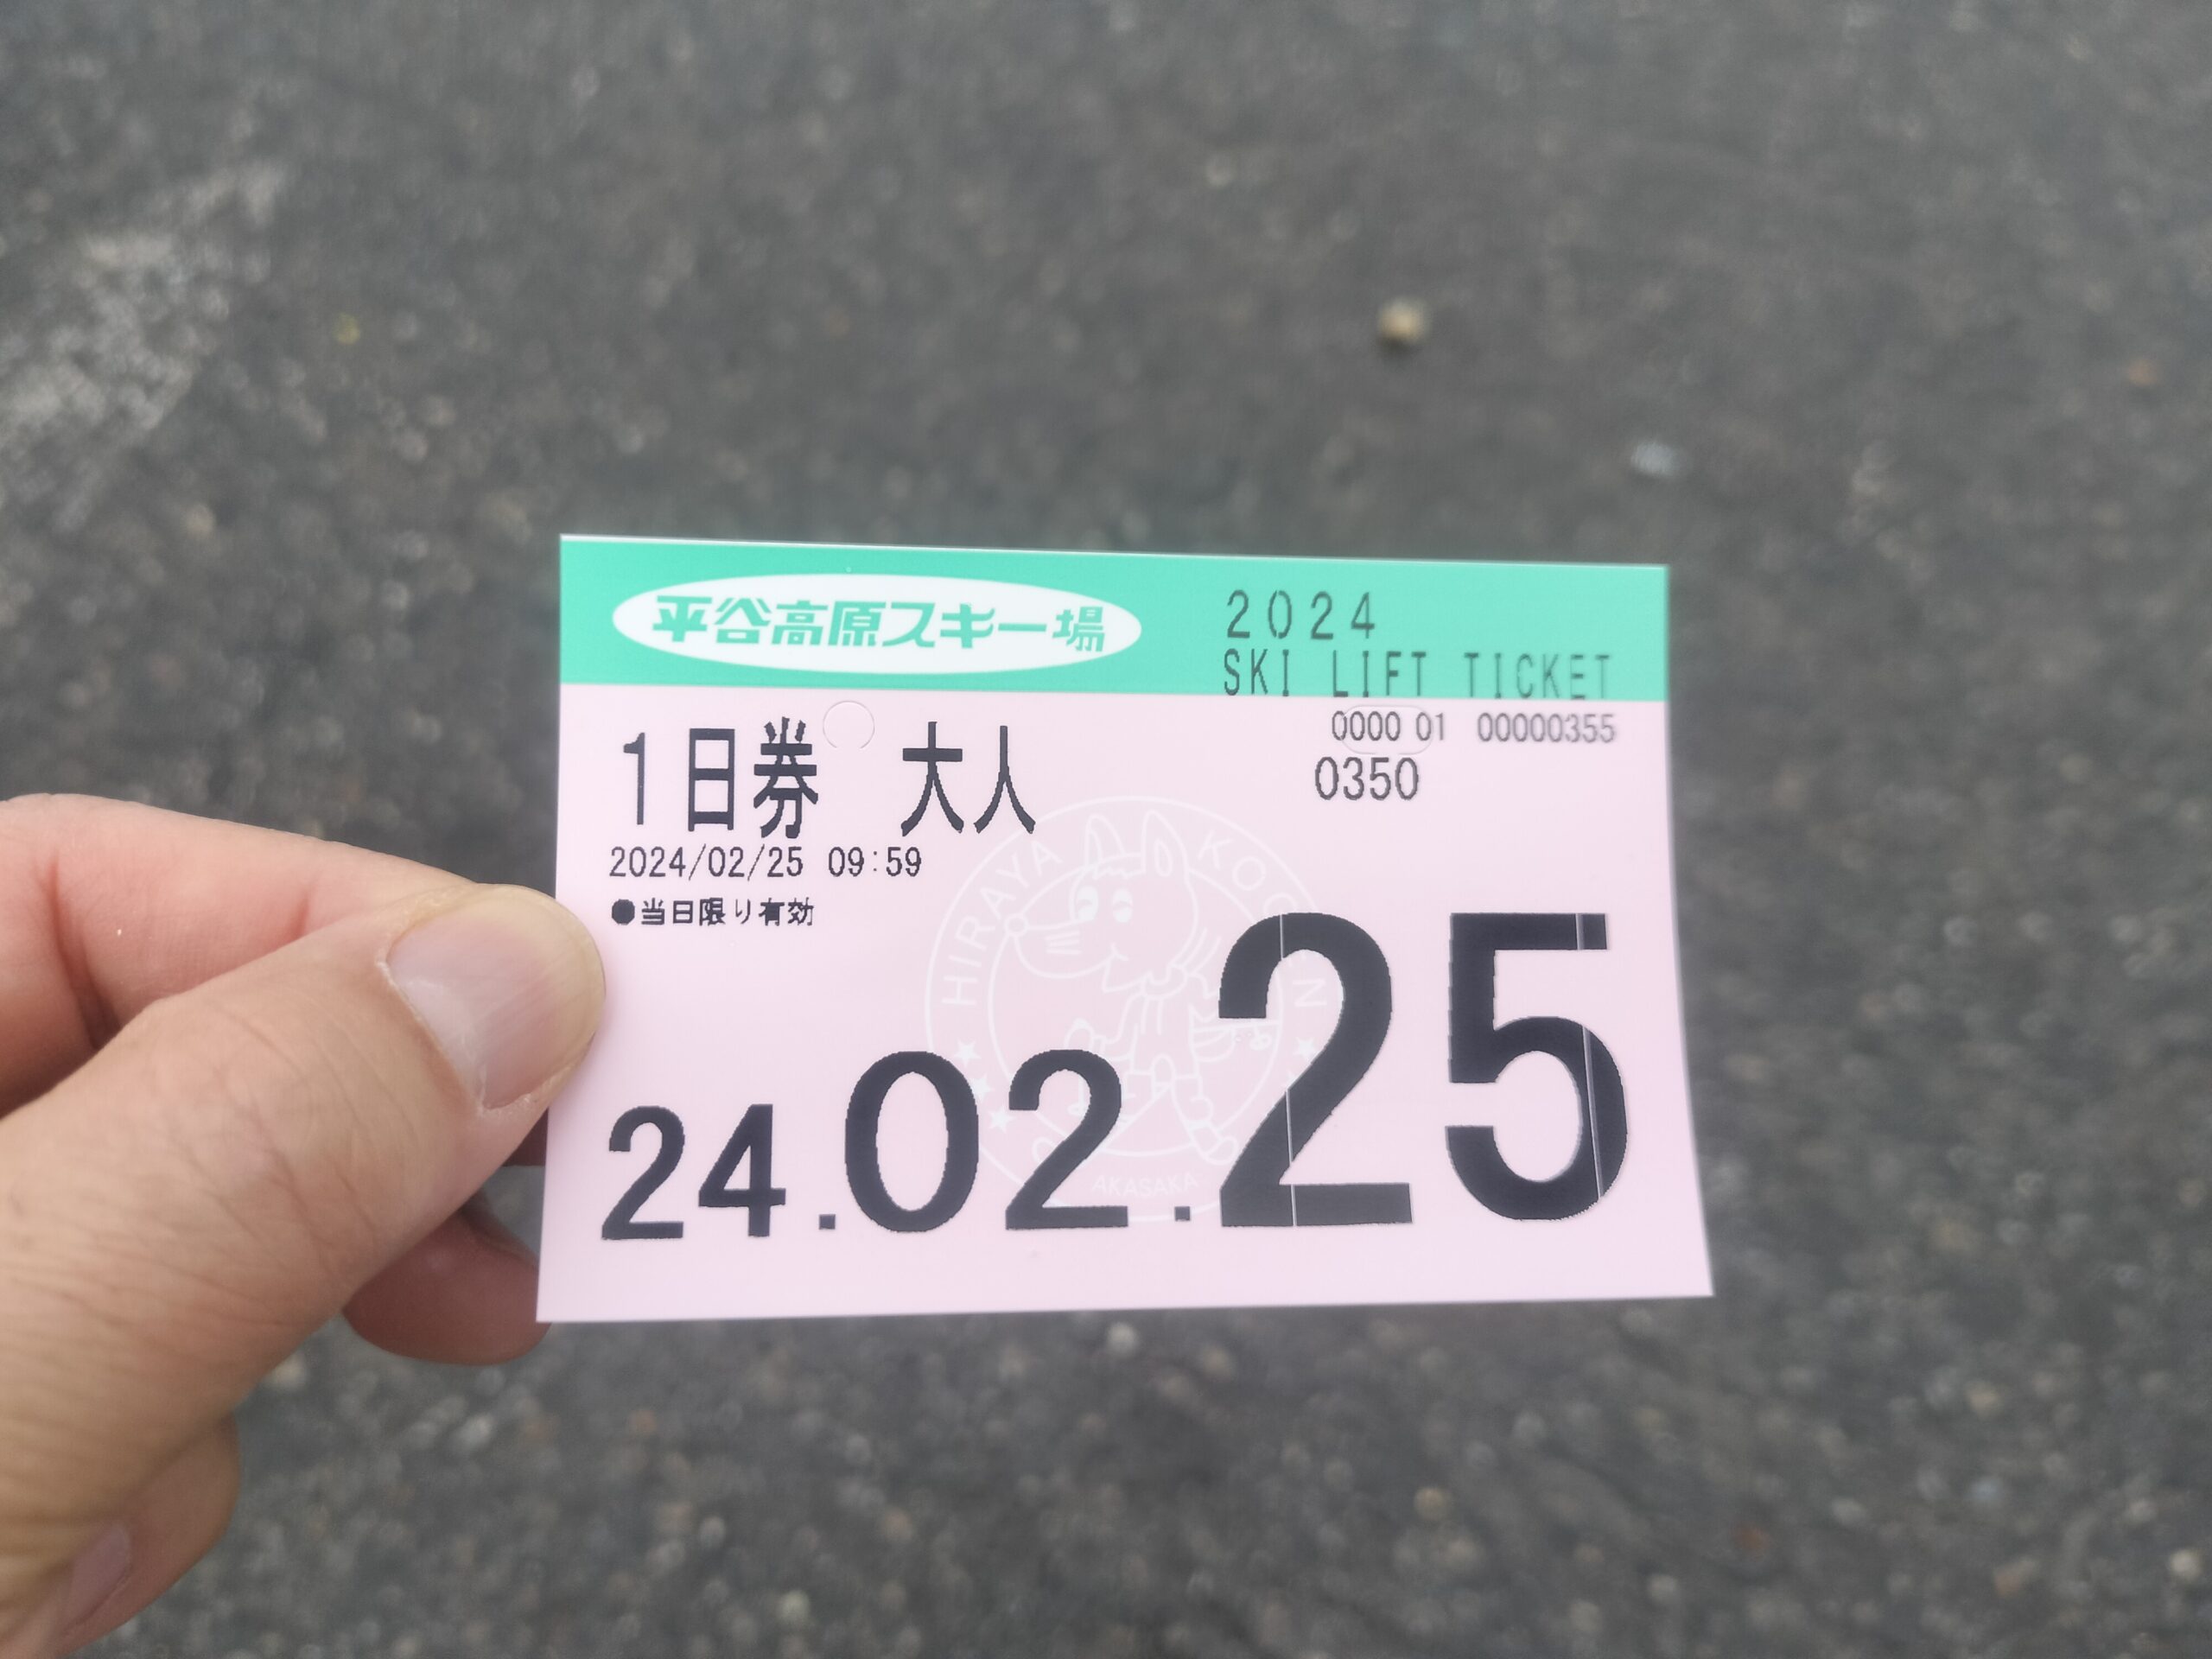 平谷高原スキー場
2024
SKI LIFT TICKET
0000 01 00000355
0350
1日券 大人
2024/02/25 09:59
●当日限り有効
HIRAYA
AKASAKA
24.02.25